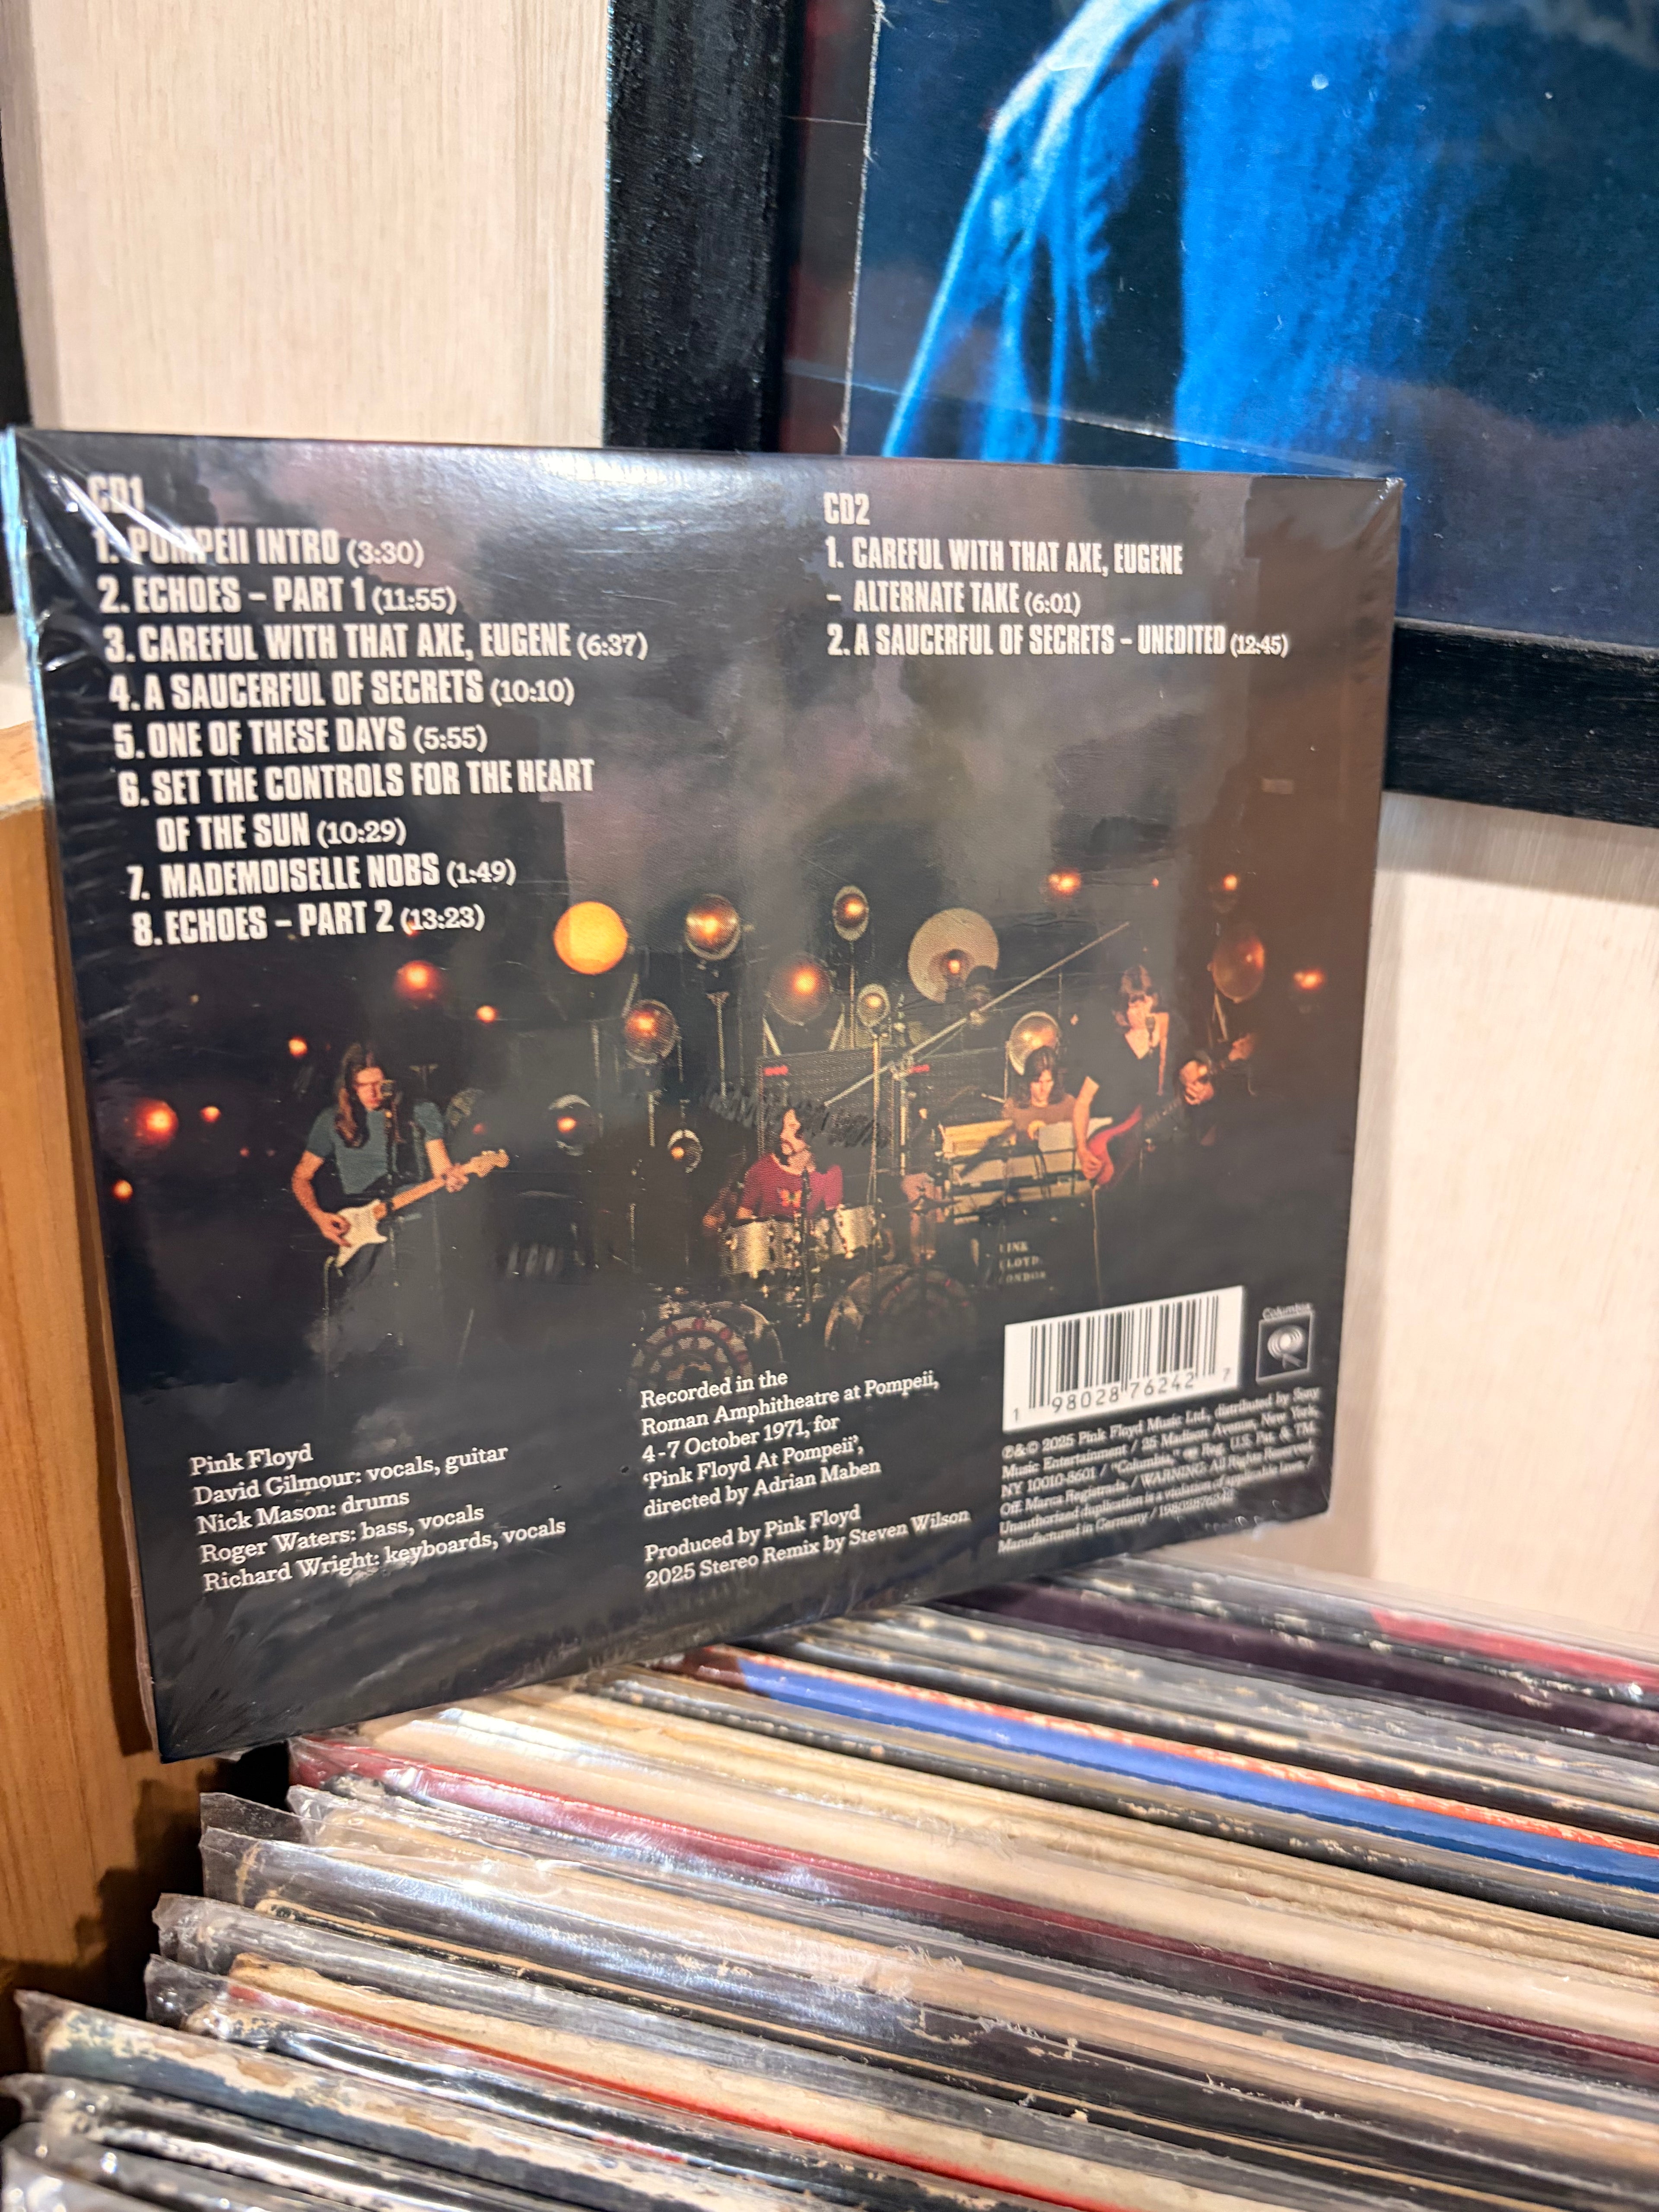 CD1
1. POMPEII INTRO (3:30)
2. ECHOES – PART 1 (11:55)
3. CAREFUL WITH THAT AXE, EUGENE (6:37)
4. A SAUCERFUL OF SECRETS (10:10)
5. ONE OF THESE DAYS (5:55)
6. SET THE CONTROLS FOR THE HEART
OF THE SUN (10:29)
7. MADEMOISELLE NOBS (1:49)
8. ECHOES – PART 2 (13:23)
CD2
1. CAREFUL WITH THAT AXE, EUGENE
– ALTERNATE TAKE (6:01)
2. A SAUCERFUL OF SECRETS – UNEDITED (12:45)
INK
LOYD
ONDON
Pink Floyd
David Gilmour: vocals, guitar
Nick Mason: drums
Roger Waters: bass, vocals
Richard Wright: keyboards, vocals
Recorded in the
Roman Amphitheatre at Pompeii,
4-7 October 1971, for
‘Pink Floyd At Pompeii’,
directed by Adrian Maben
Produced by Pink Floyd
2025 Stereo Remix by Steven Wilson
1 98028 76242 7
Columbia
℗&© 2025 Pink Floyd Music Ltd., distributed by Sony
Music Entertainment / 25 Madison Avenue, New York,
NY 10010-8601 / "Columbia," Reg. U.S. Pat. & TM.
Off. Marca Registrada. / WARNING: All Rights Reserved.
Unauthorized duplication is a violation of applicable laws. /
Manufactured in Germany /